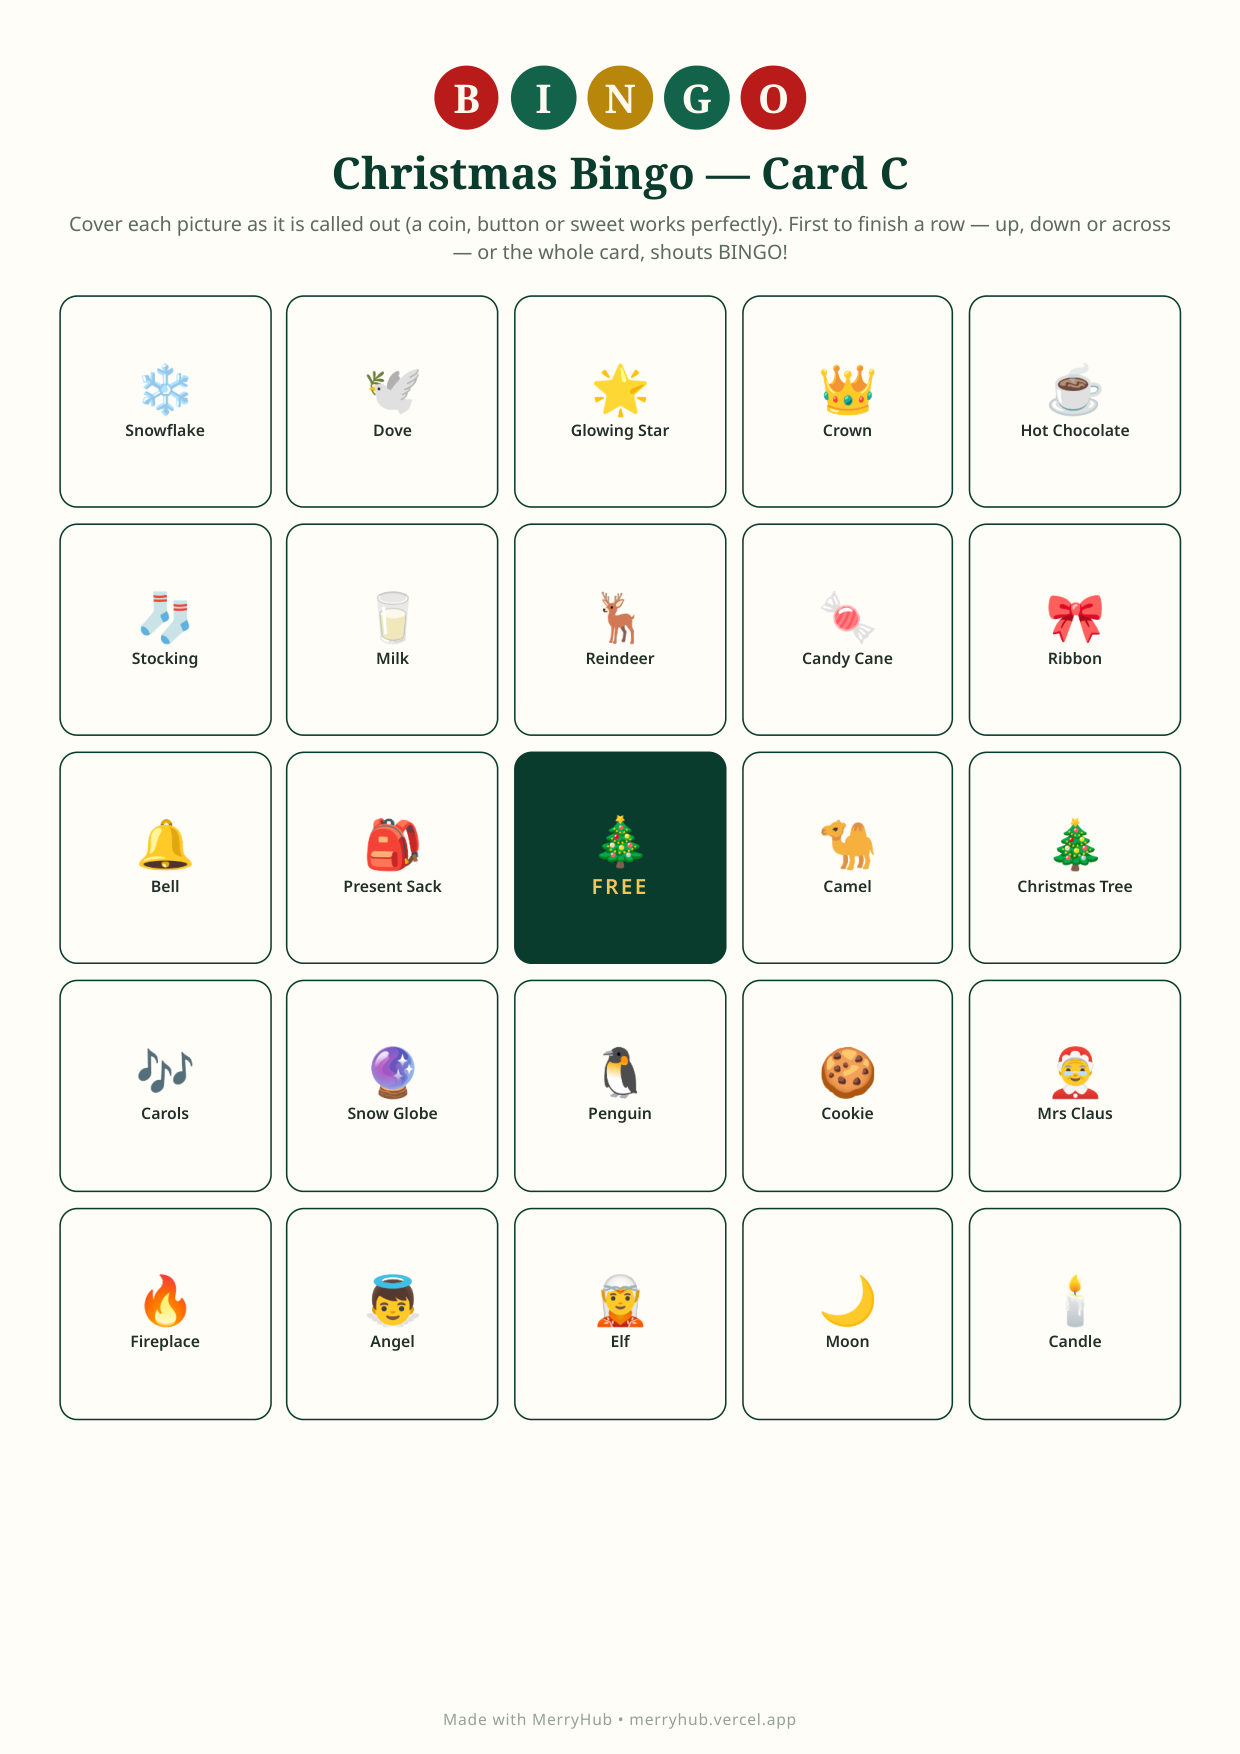 B I N G O
Christmas Bingo — Card C
Cover each picture as it is called out (a coin, button or sweet works perfectly). First to finish a row — up, down or across
— or the whole card, shouts BINGO!
Snowflake
Dove
Glowing Star
Crown
Hot Chocolate
Stocking
Milk
Reindeer
Candy Cane
Ribbon
Bell
Present Sack
FREE
Camel
Christmas Tree
Carols
Snow Globe
Penguin
Cookie
Mrs Claus
Fireplace
Angel
Elf
Moon
Candle
Made with MerryHub • merryhub.vercel.app